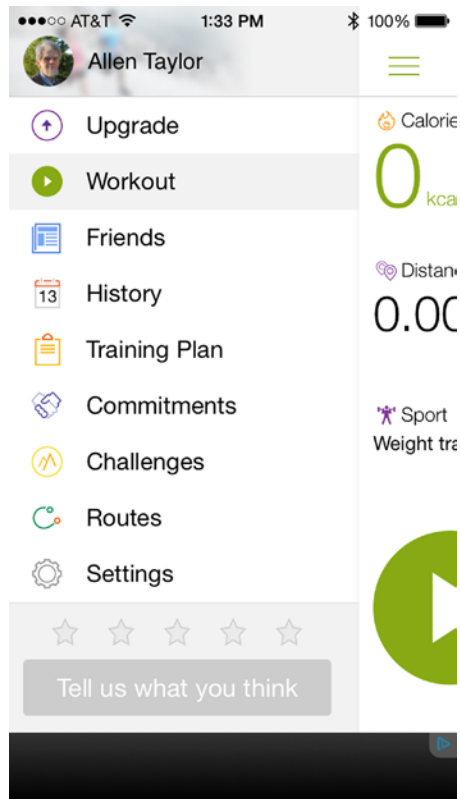 AT&T 1:33 PM 100%
Allen Taylor
Upgrade
Workout
Friends
13
History
Training Plan
Commitments
Challenges
Routes
Settings
Tell us what you think
Calorie
0 kca
Distan
0.00
Sport
Weight tra